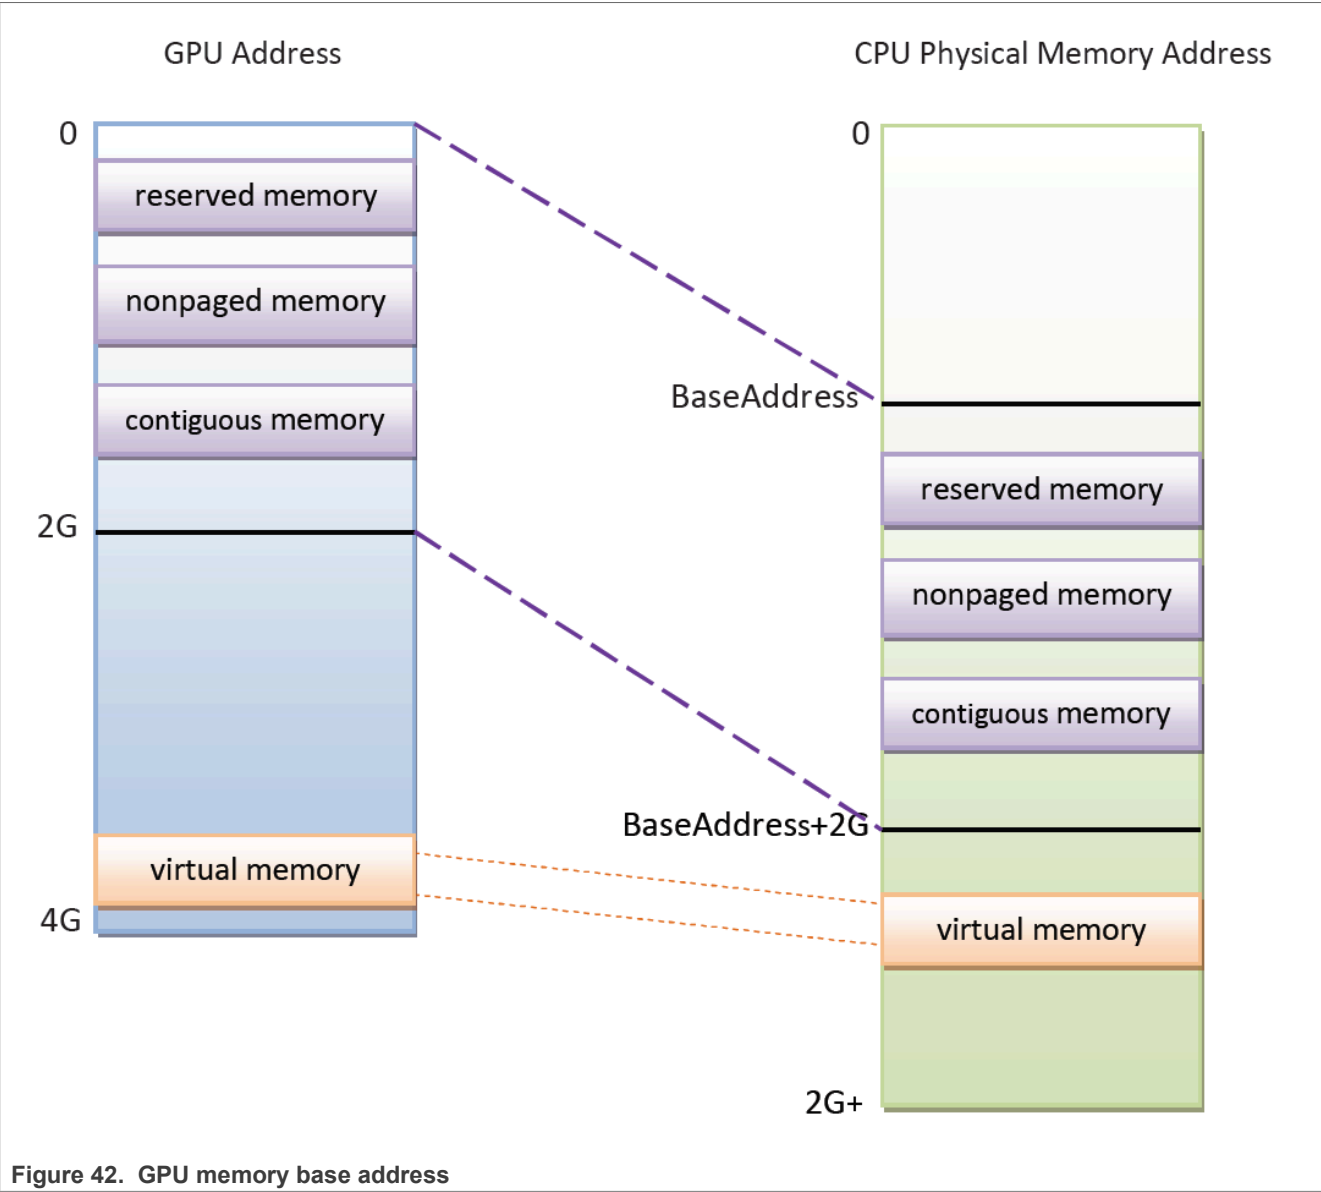 GPU Address
CPU Physical Memory Address
0
0
reserved memory
nonpaged memory
contiguous memory
BaseAddress
reserved memory
2G
nonpaged memory
contiguous memory
BaseAddress+2G
virtual memory
4G
virtual memory
2G+
Figure 42. GPU memory base address